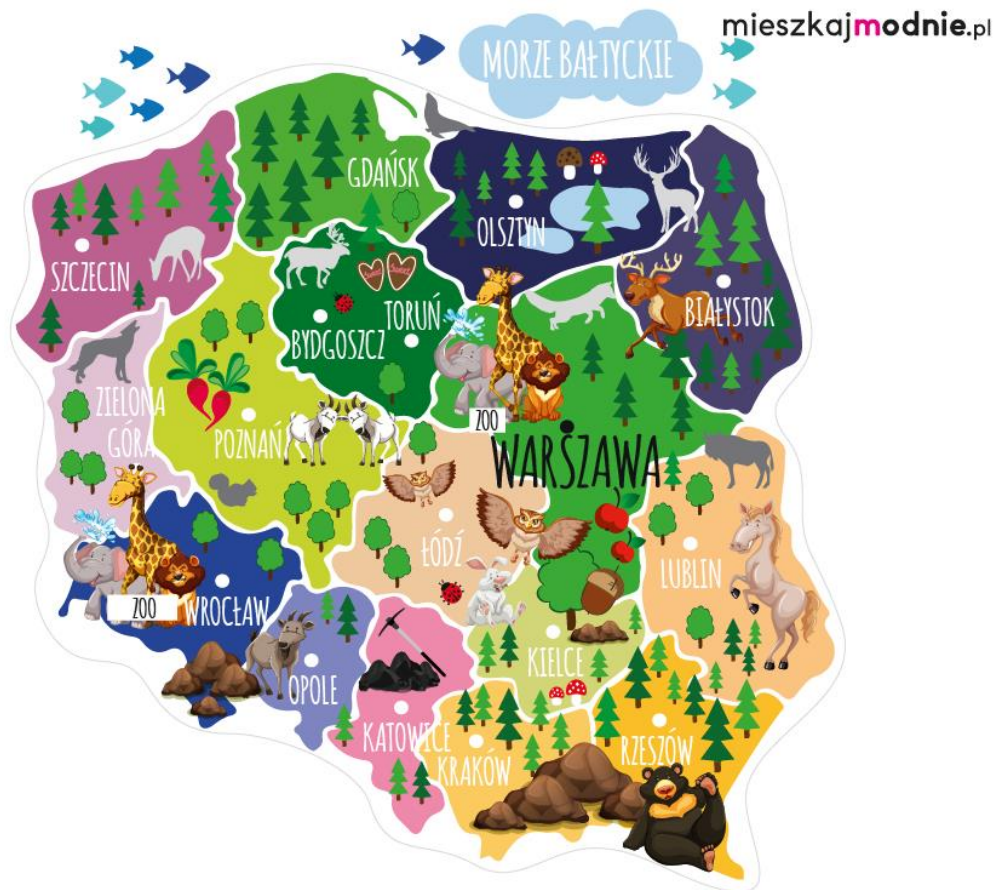 mieszkajmodnie.pl
MORZE BAŁTYCKIE
GDAŃSK
OLSZTYN
SZCZECIN
BIAŁYSTOK
TORUŃ
BYDGOSZCZ
ZIELONA
GÓRA
POZNAŃ
ZOO
WARSZAWA
ŁÓDŹ
LUBLIN
ZOO
WROCŁAW
KIELCE
OPOLE
KATOWICE
KRAKÓW
RZESZÓW